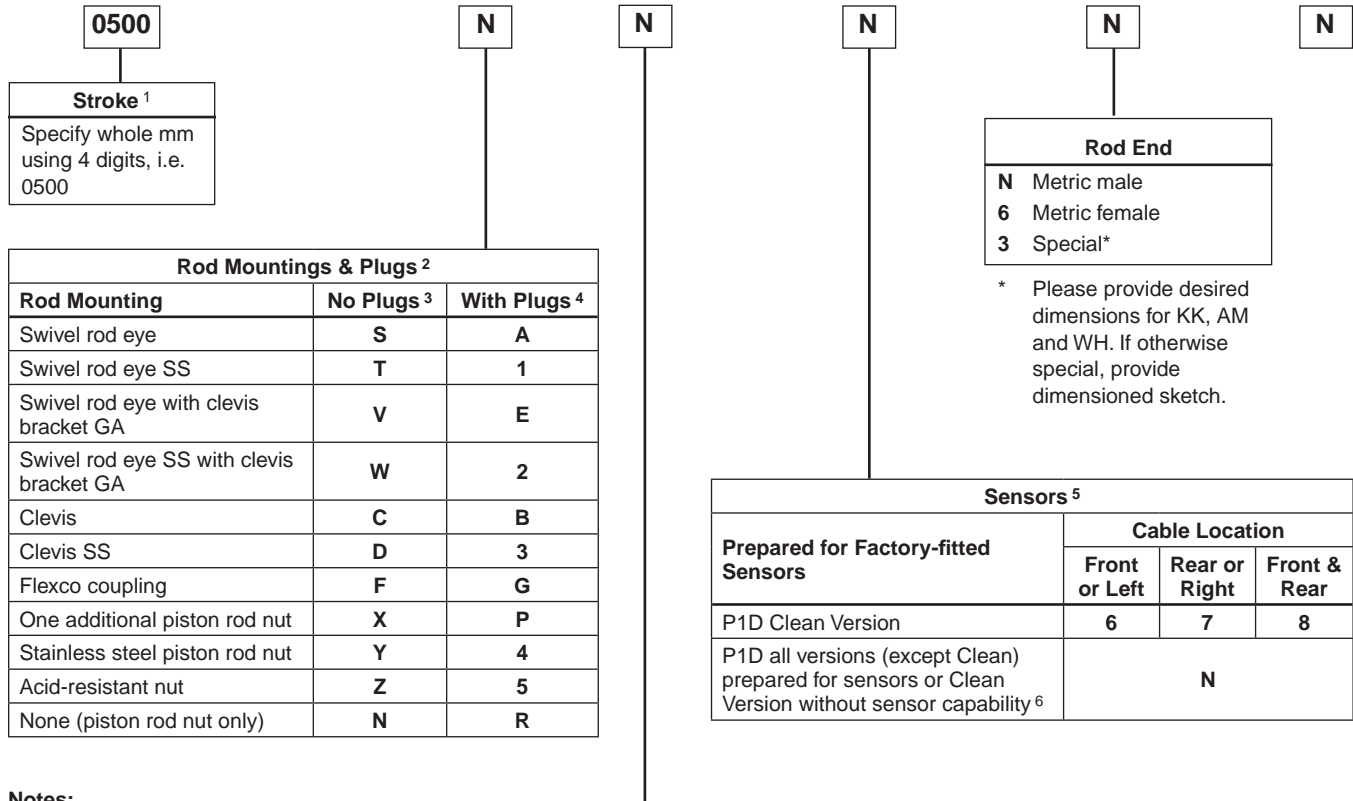 0500 N N N N N
Stroke 1
Specify whole mm
using 4 digits, i.e.
0500
Rod End
N Metric male
6 Metric female
3 Special*
* Please provide desired
dimensions for KK, AM
and WH. If otherwise
special, provide
dimensioned sketch.
Rod Mountings & Plugs 2
Rod Mounting No Plugs 3 With Plugs 4
Swivel rod eye S A
Swivel rod eye SS T 1
Swivel rod eye with clevis
bracket GA V E
Swivel rod eye SS with clevis
bracket GA W 2
Clevis C B
Clevis SS D 3
Flexco coupling F G
One additional piston rod nut X P
Stainless steel piston rod nut Y 4
Acid-resistant nut Z 5
None (piston rod nut only) N R
Sensors 5
Prepared for Factory-fitted
Sensors
Cable Location
Front
or Left
Rear or
Right
Front &
Rear
P1D Clean Version 6 7 8
P1D all versions (except Clean)
prepared for sensors or Clean
Version without sensor capability 6
N
Notes: